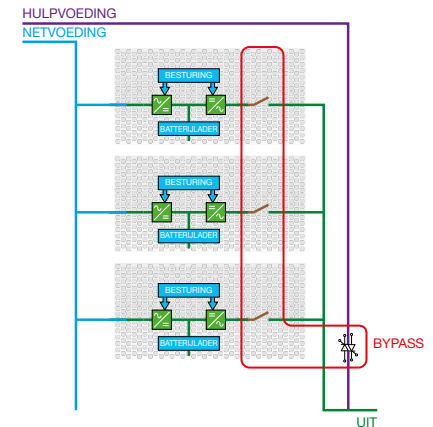 HULPVOEDING
NETVOEDING
BESTURING
BATTERIJLADER
BESTURING
BATTERIJLADER
BESTURING
BATTERIJLADER
BYPASS
UIT